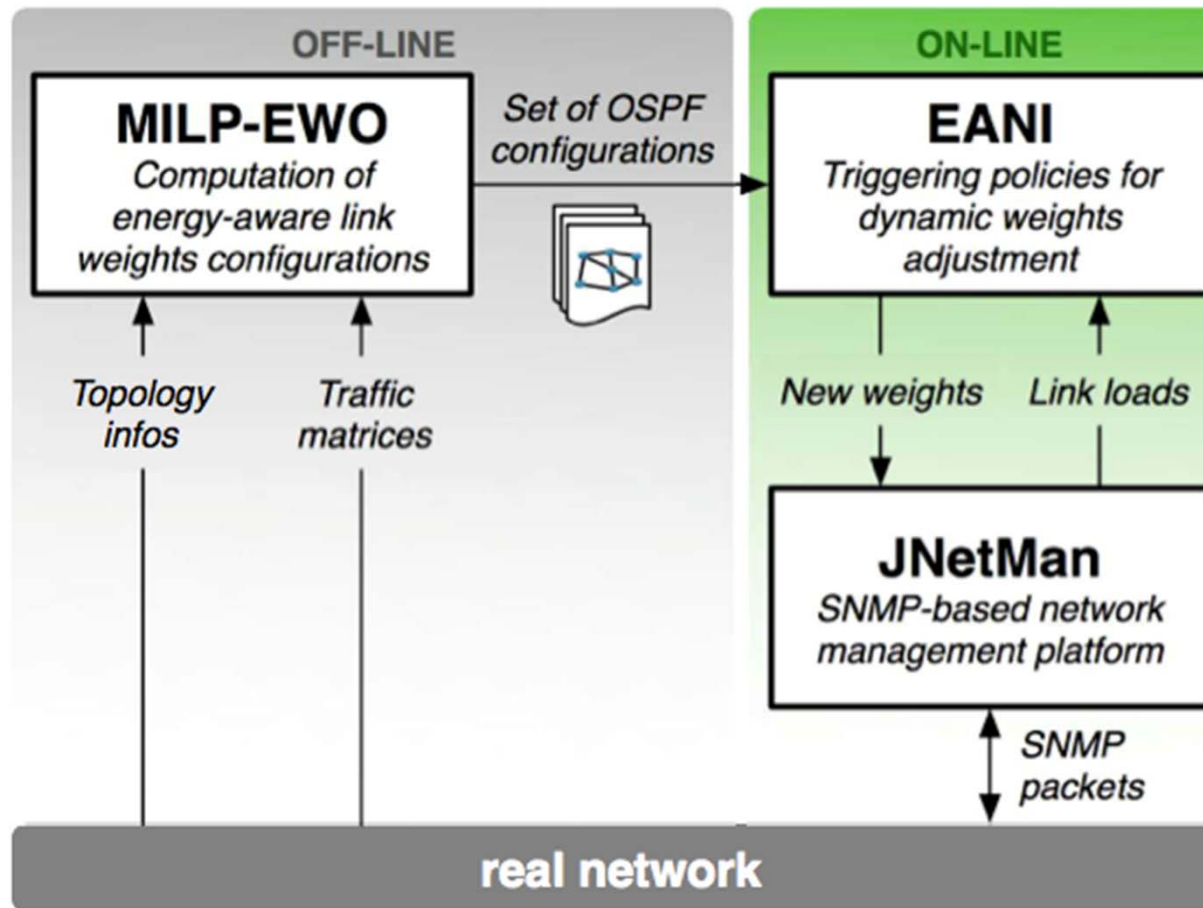 OFF-LINE
MILP-EWO
Computation of
energy-aware link
weights configurations
Set of OSPF
configurations
Topology
infos
Traffic
matrices
ON-LINE
EANI
Triggering policies for
dynamic weights
adjustment
New weights
Link loads
JNetMan
SNMP-based network
management platform
SNMP
packets
real network